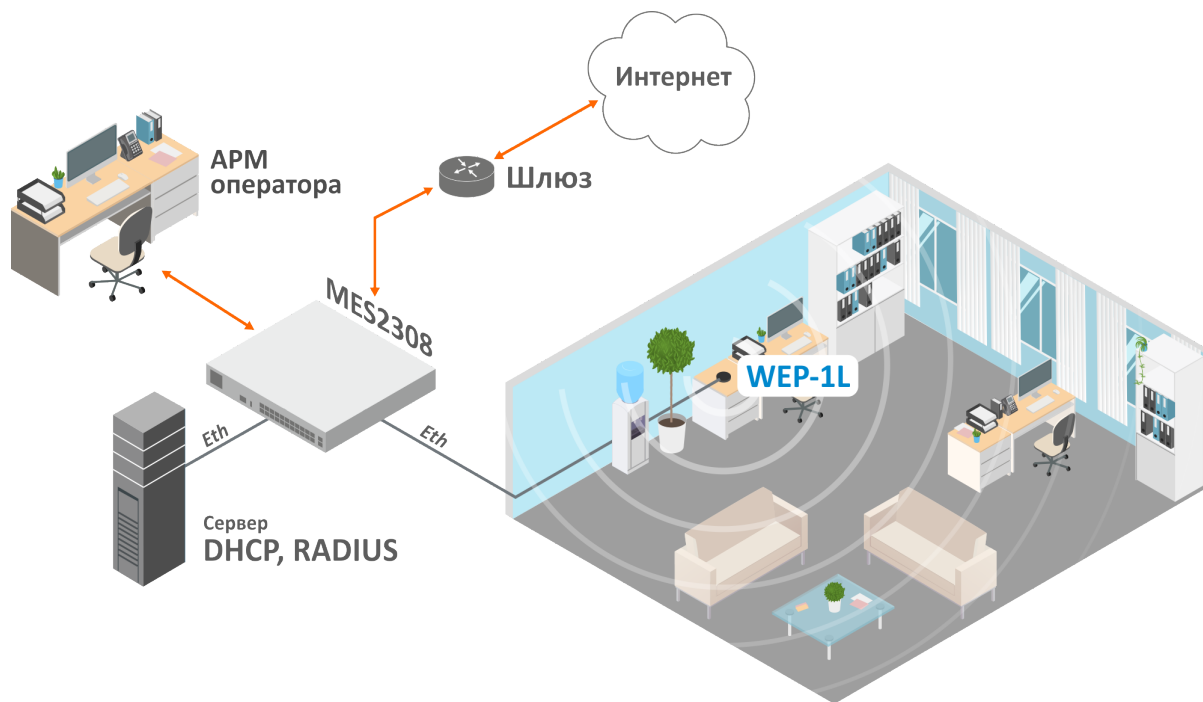 Интернет
АРМ
оператора
Шлюз
MES2308
WEP-1L
Eth
Eth
Сервер
DHCP, RADIUS